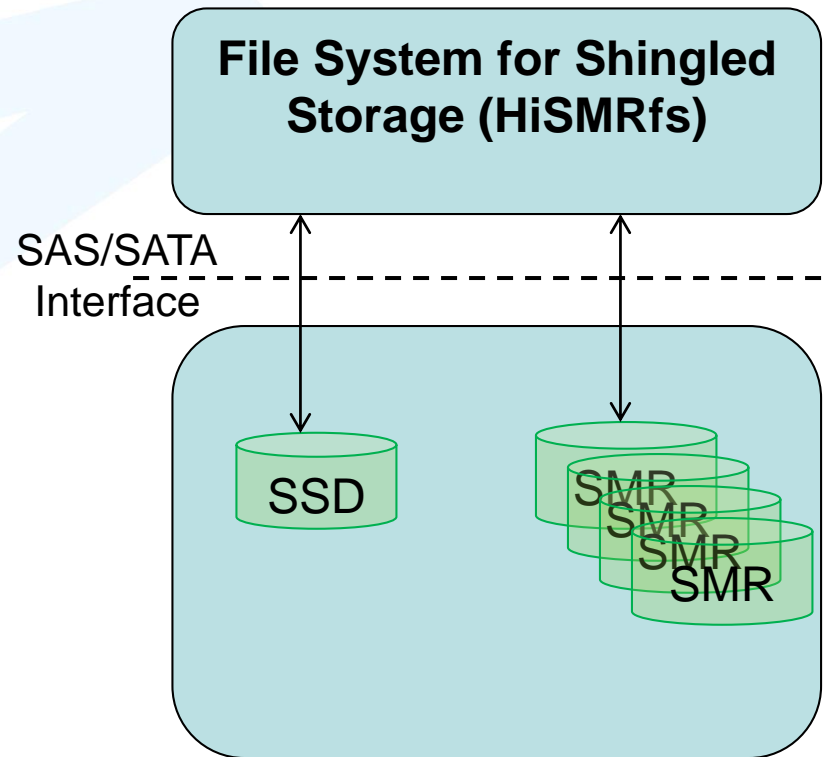 File System for Shingled
Storage (HiSMRfs)
SAS/SATA
Interface
SSD
SMR
SMR
SMR
SMR